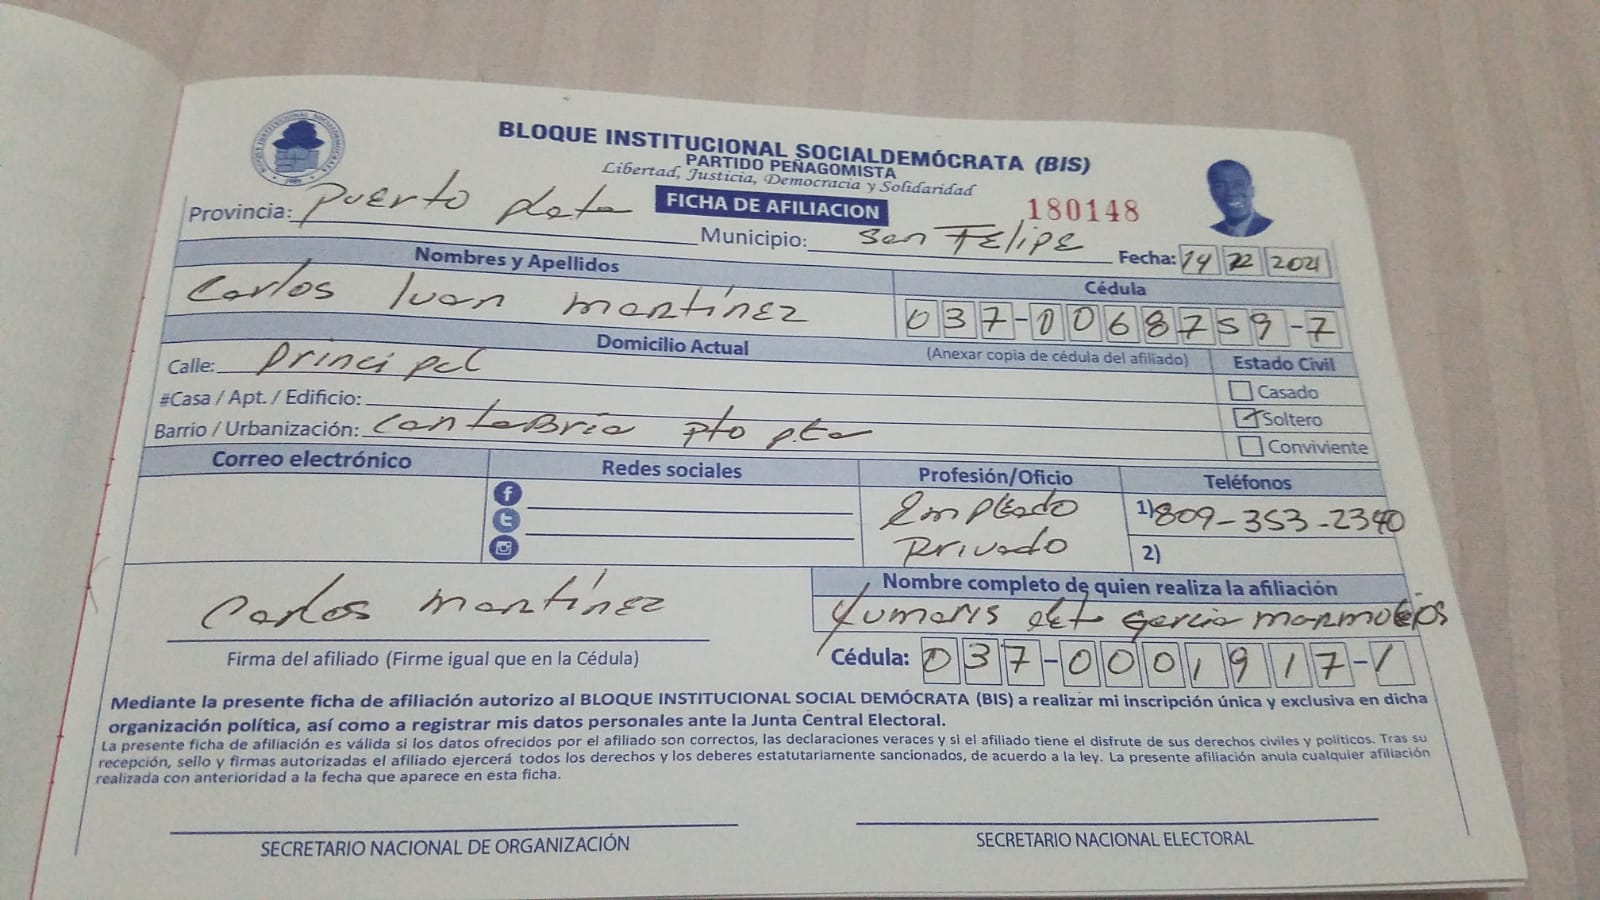 BLOQUE INSTITUCIONAL SOCIALDEMÓCRATA (BIS)
PARTIDO PEÑAGOMISTA
Libertad, Justicia, Democracia y Solidaridad
FICHA DE AFILIACION
180148
Provincia: Puerto Plata
Municipio: San Felipe
Fecha: 14 12 2021
Nombres y Apellidos
Cédula
Carlos Iuan Martínez
037-0068759-7
Domicilio Actual
(Anexar copia de cédula del afiliado)
Estado Civil
Calle: Principal
Casado
#Casa / Apt. / Edificio:
Soltero
Barrio / Urbanización: Cantabria Pto pta
Conviviente
Correo electrónico
Redes sociales
Profesión/Oficio
Teléfonos
Empleado
Privado
1) 809-353-2340
2)
Nombre completo de quien realiza la afiliación
Carlos Martínez
Yumaris Garcia Marmolejos
Firma del afiliado (Firme igual que en la Cédula)
Cédula: 037-0001917-1
Mediante la presente ficha de afiliación autorizo al BLOQUE INSTITUCIONAL SOCIAL DEMÓCRATA (BIS) a realizar mi inscripción única y exclusiva en dicha
organización política, así como a registrar mis datos personales ante la Junta Central Electoral.
La presente ficha de afiliación es válida si los datos ofrecidos por el afiliado son correctos, las declaraciones veraces y si el afiliado tiene el disfrute de sus derechos civiles y políticos. Tras su
recepción, sello y firmas autorizadas el afiliado ejercerá todos los derechos y los deberes estatutariamente sancionados, de acuerdo a la ley. La presente afiliación anula cualquier afiliación
realizada con anterioridad a la fecha que aparece en esta ficha.
SECRETARIO NACIONAL DE ORGANIZACIÓN
SECRETARIO NACIONAL ELECTORAL